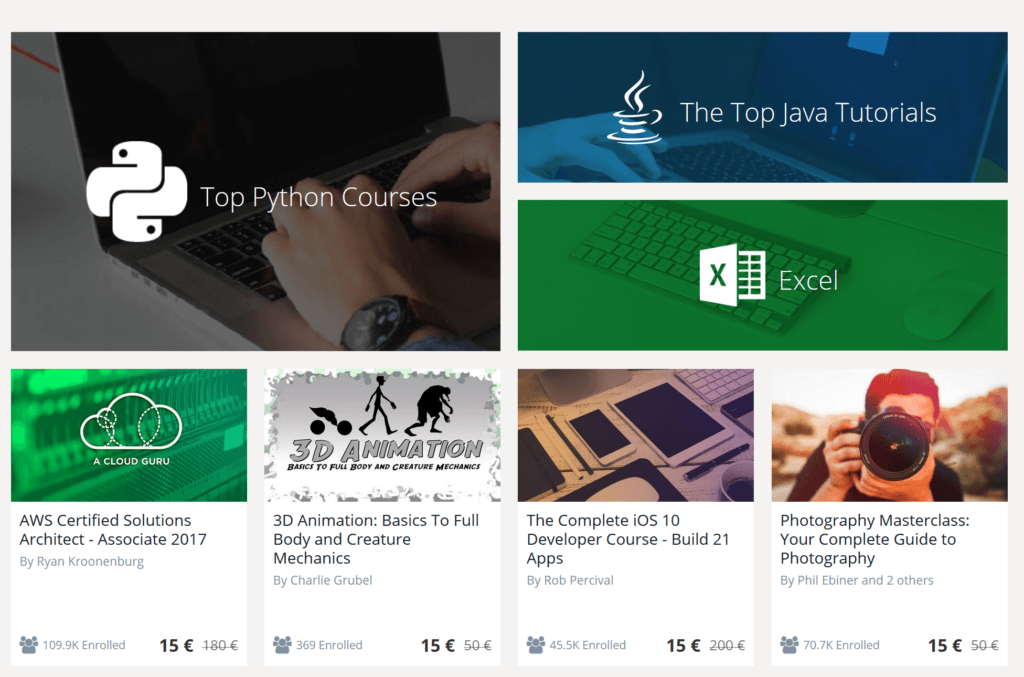 Top Python Courses
The Top Java Tutorials
X
Excel
A CLOUD GURU
AWS Certified Solutions
Architect - Associate 2017
By Ryan Kroonenburg
109.9K Enrolled 15 € 180 €
3D ANIMATION
BASICS TO FULL BODY AND CREATURE MECHANICS
3D Animation: Basics To Full
Body and Creature
Mechanics
By Charlie Grubel
369 Enrolled 15 € 50 €
The Complete iOS 10
Developer Course - Build 21
Apps
By Rob Percival
45.5K Enrolled 15 € 200 €
Photography Masterclass:
Your Complete Guide to
Photography
By Phil Ebiner and 2 others
70.7K Enrolled 15 € 50 €